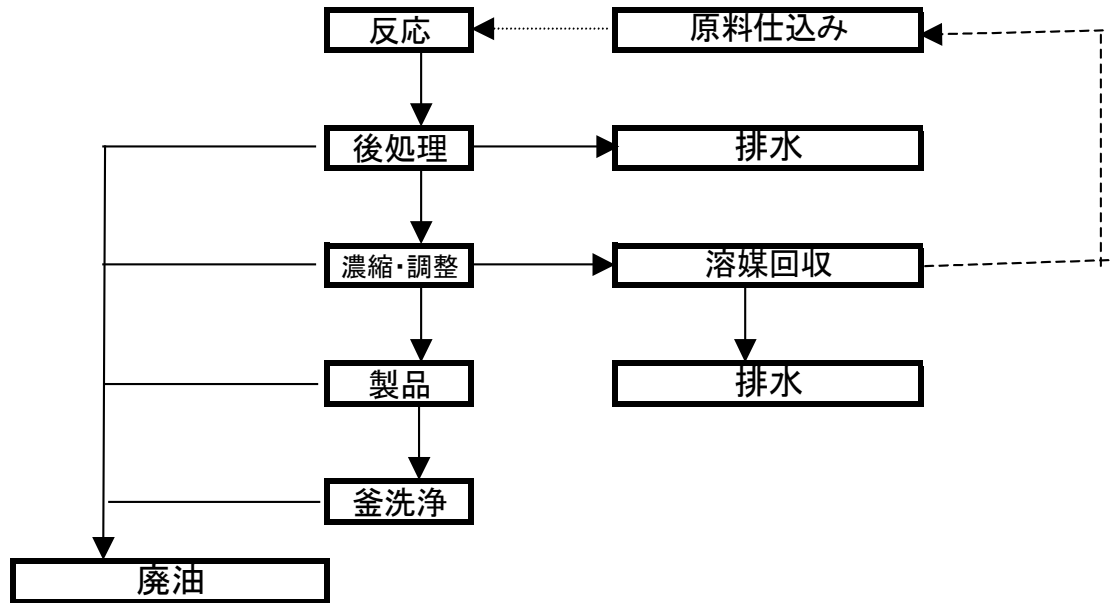 反応
原料仕込み
後処理
排水
濃縮・調整
溶媒回収
製品
排水
釜洗浄
廃油